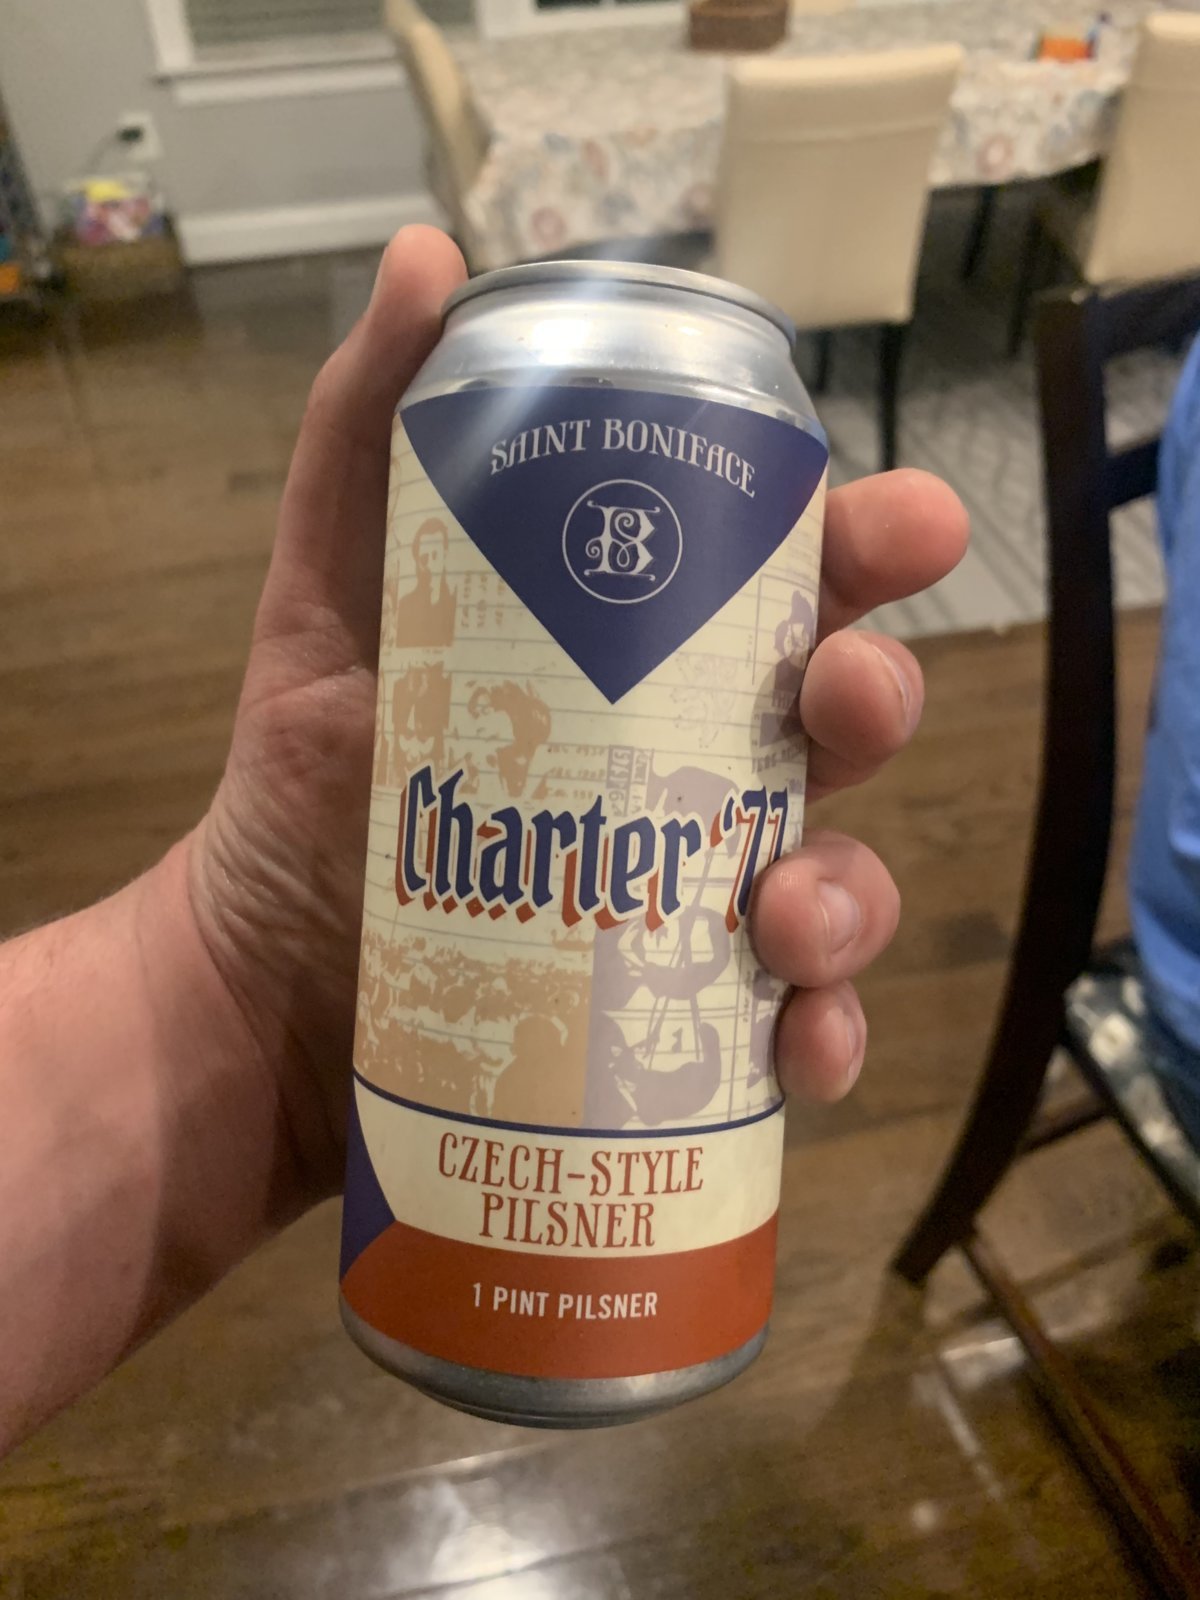 SAINT BONIFACE
B
Charter '77
CZECH-STYLE
PILSNER
1 PINT PILSNER